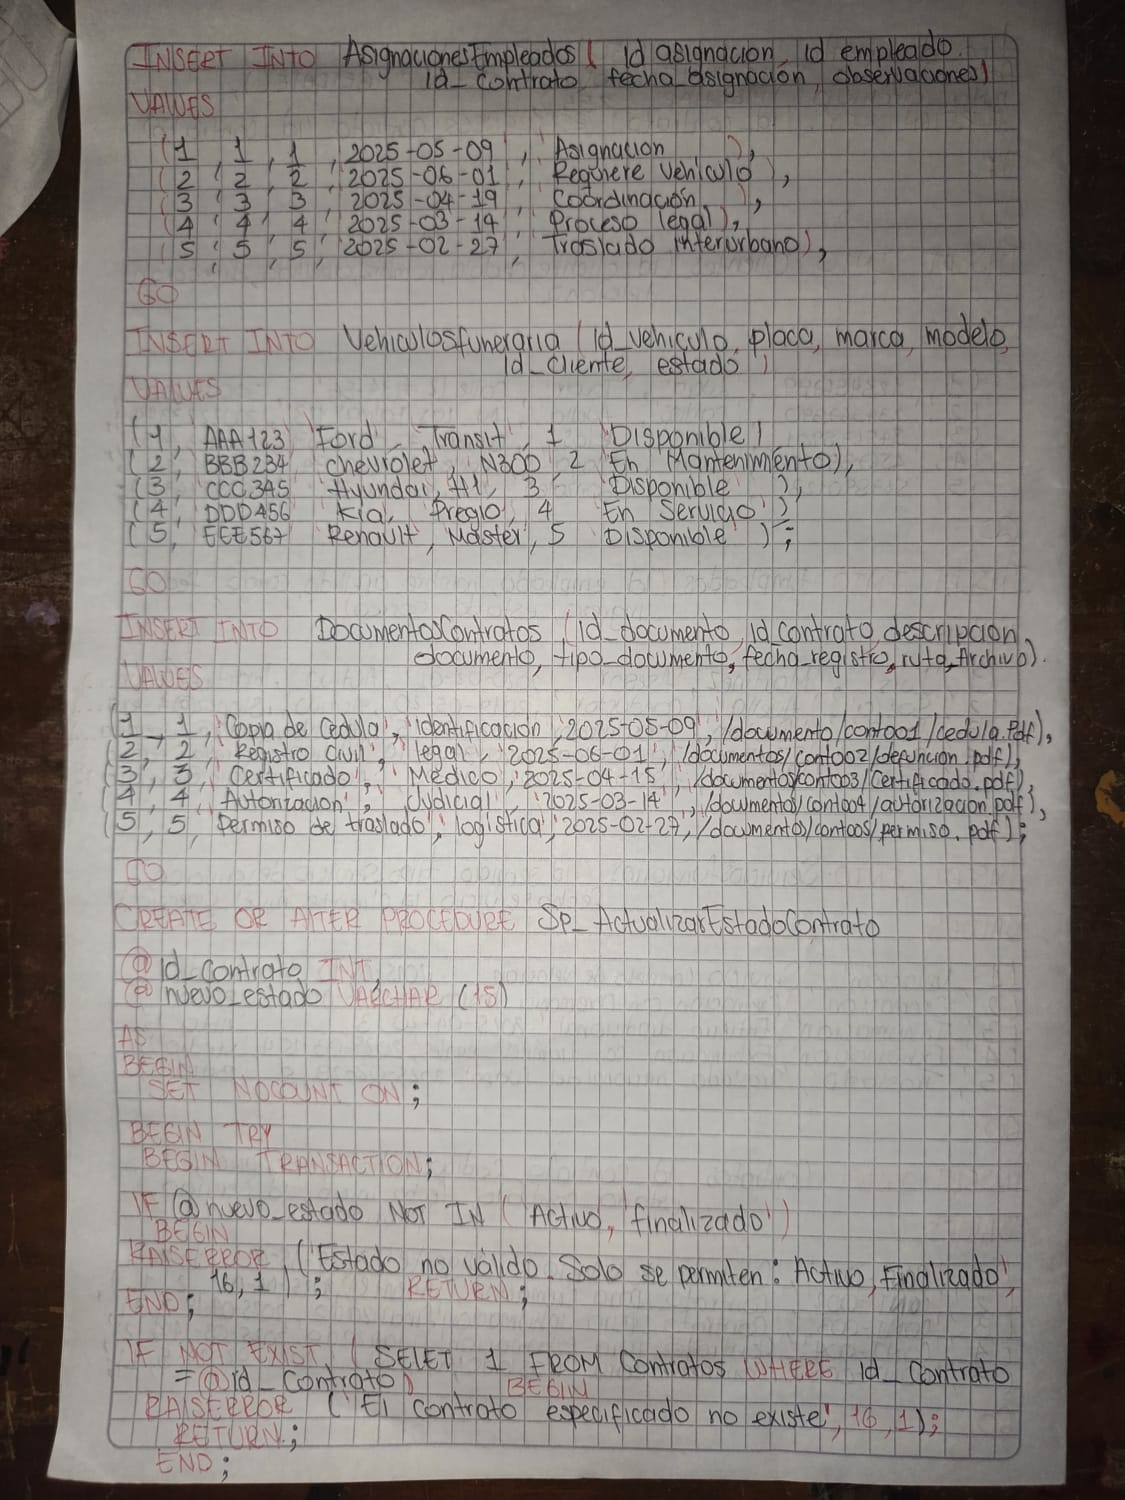 INSERT INTO AsignacionesEmpleados ( id asignacion, id empleado,
id_contrato, fecha_asignación, observaciones)
VALUES
(1, 1, 1, '2025-05-09', 'Asignacion'),
(2, 2, 2, '2025-06-01', 'Requiere Vehiculo'),
(3, 3, 3, '2025-04-19', 'Coordinación'),
(4, 4, 4, '2025-03-14', 'Proceso legal'),
(5, 5, 5, '2025-02-27', 'Traslado interurbano'),
GO
INSERT INTO Vehiculosfuneraria ( Id_vehiculo, placa, marca, modelo,
Id_Cliente, estado )
VALUES
(1, 'AAA123' 'Ford', 'Transit', 1 'Disponible')
(2, 'BBB234' 'Chevrolet', 'N300' 2 'En Mantenimiento'),
(3, 'CCC345' 'Hyundai', 'H1', 3, 'Disponible'),
(4, 'DDD456' 'Kia', 'Pregio', 4 'En Servicio')
(5, 'EEE567' 'Renault', 'Master', 5 'Disponible') ;
GO
INSERT INTO DocumentosContratos (id_documento, id_contrato, descripcion_
documento, tipo_documento, fecha_registro, ruta_Archivo).
VALUES
(1, 1, 'Copia de Cedula', 'Identificacion', '2025-05-09', '/documento/cont001/cedula.Pdf'),
(2, 2, 'Registro Civil', 'legal', '2025-06-01', '/documentos/cont002/defuncion.pdf'),
(3, 3, 'Certificado', 'Médico', '2025-04-15', '/documentos/cont003/Certificado.pdf'),
(4, 4, 'Autorizacion', 'Judicial', '2025-03-14', '/documentos/cont004/autorizacion.pdf'),
(5, 5, 'Permiso de traslado', 'logistica', '2025-02-27', '/documento/cont005/permiso.pdf');
GO
CREATE OR ALTER PROCEDURE Sp_ActualizarEstadoContrato
@id_contrato INT,
@nuevo_estado VARCHAR (15)
AS
BEGIN
SET NOCOUNT ON;
BEGIN TRY
BEGIN TRANSACTION;
IF @nuevo_estado NOT IN ('Activo', 'finalizado')
BEGIN
RAISERROR ('Estado no válido. Solo se permiten: Activo, Finalizado',
16, 1 ) ; RETURN;
END;
IF NOT EXIST ( SELET 1 FROM Contratos WHERE id_Contrato
= @id_Contrato) BEGIN
RAISERROR ('El contrato especificado no existe', 16, 1);
RETURN;
END;